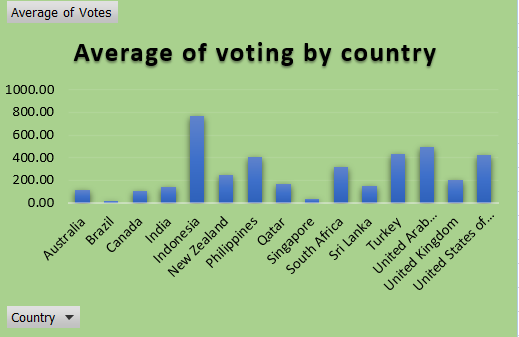 Average of Votes
Average of voting by country
1000.00
800.00
600.00
400.00
200.00
0.00
Australia
Brazil
Canada
India
Indonesia
New Zealand
Philippines
Qatar
Singapore
South Africa
Sri Lanka
Turkey
United Arab...
United Kingdom
United States of...
Country